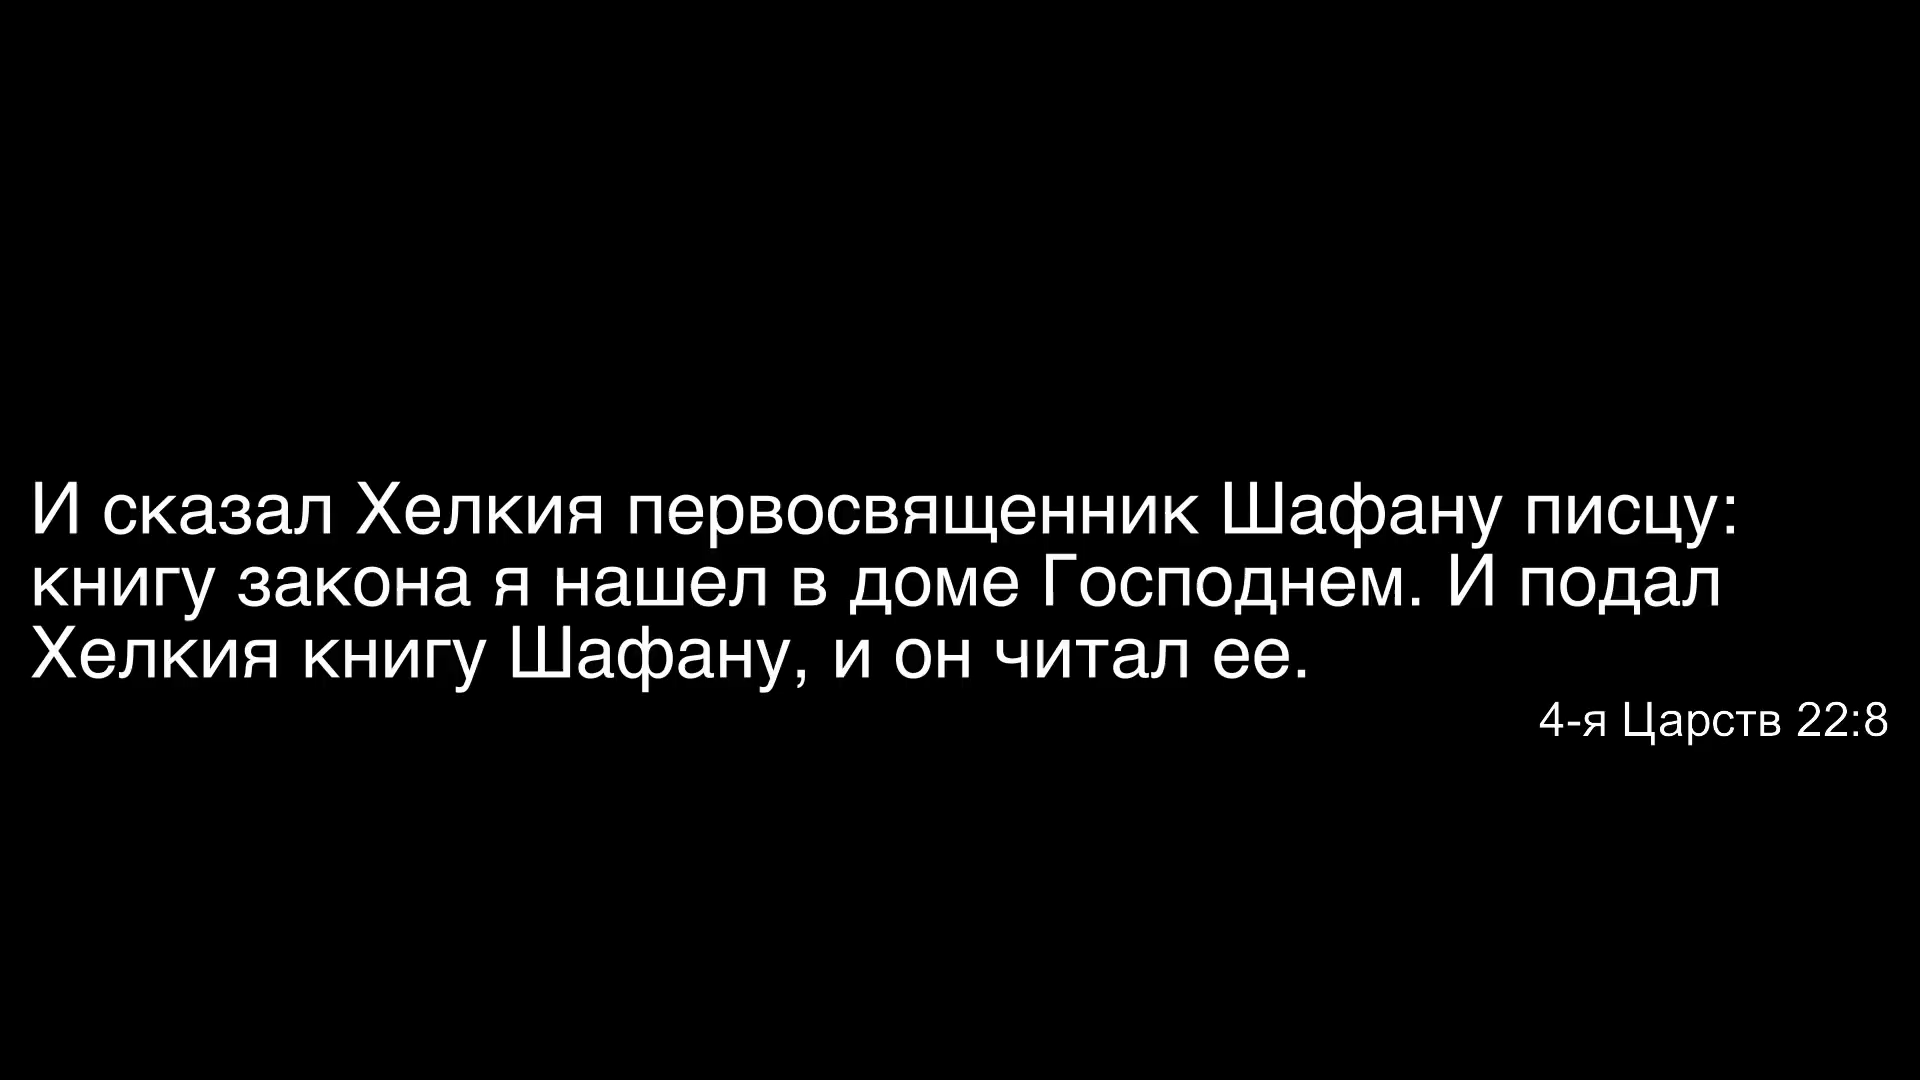 И сказал Хелкия первосвященник Шафану писцу:
книгу закона я нашел в доме Господнем. И подал
Хелкия книгу Шафану, и он читал ее.
4-я Царств 22:8